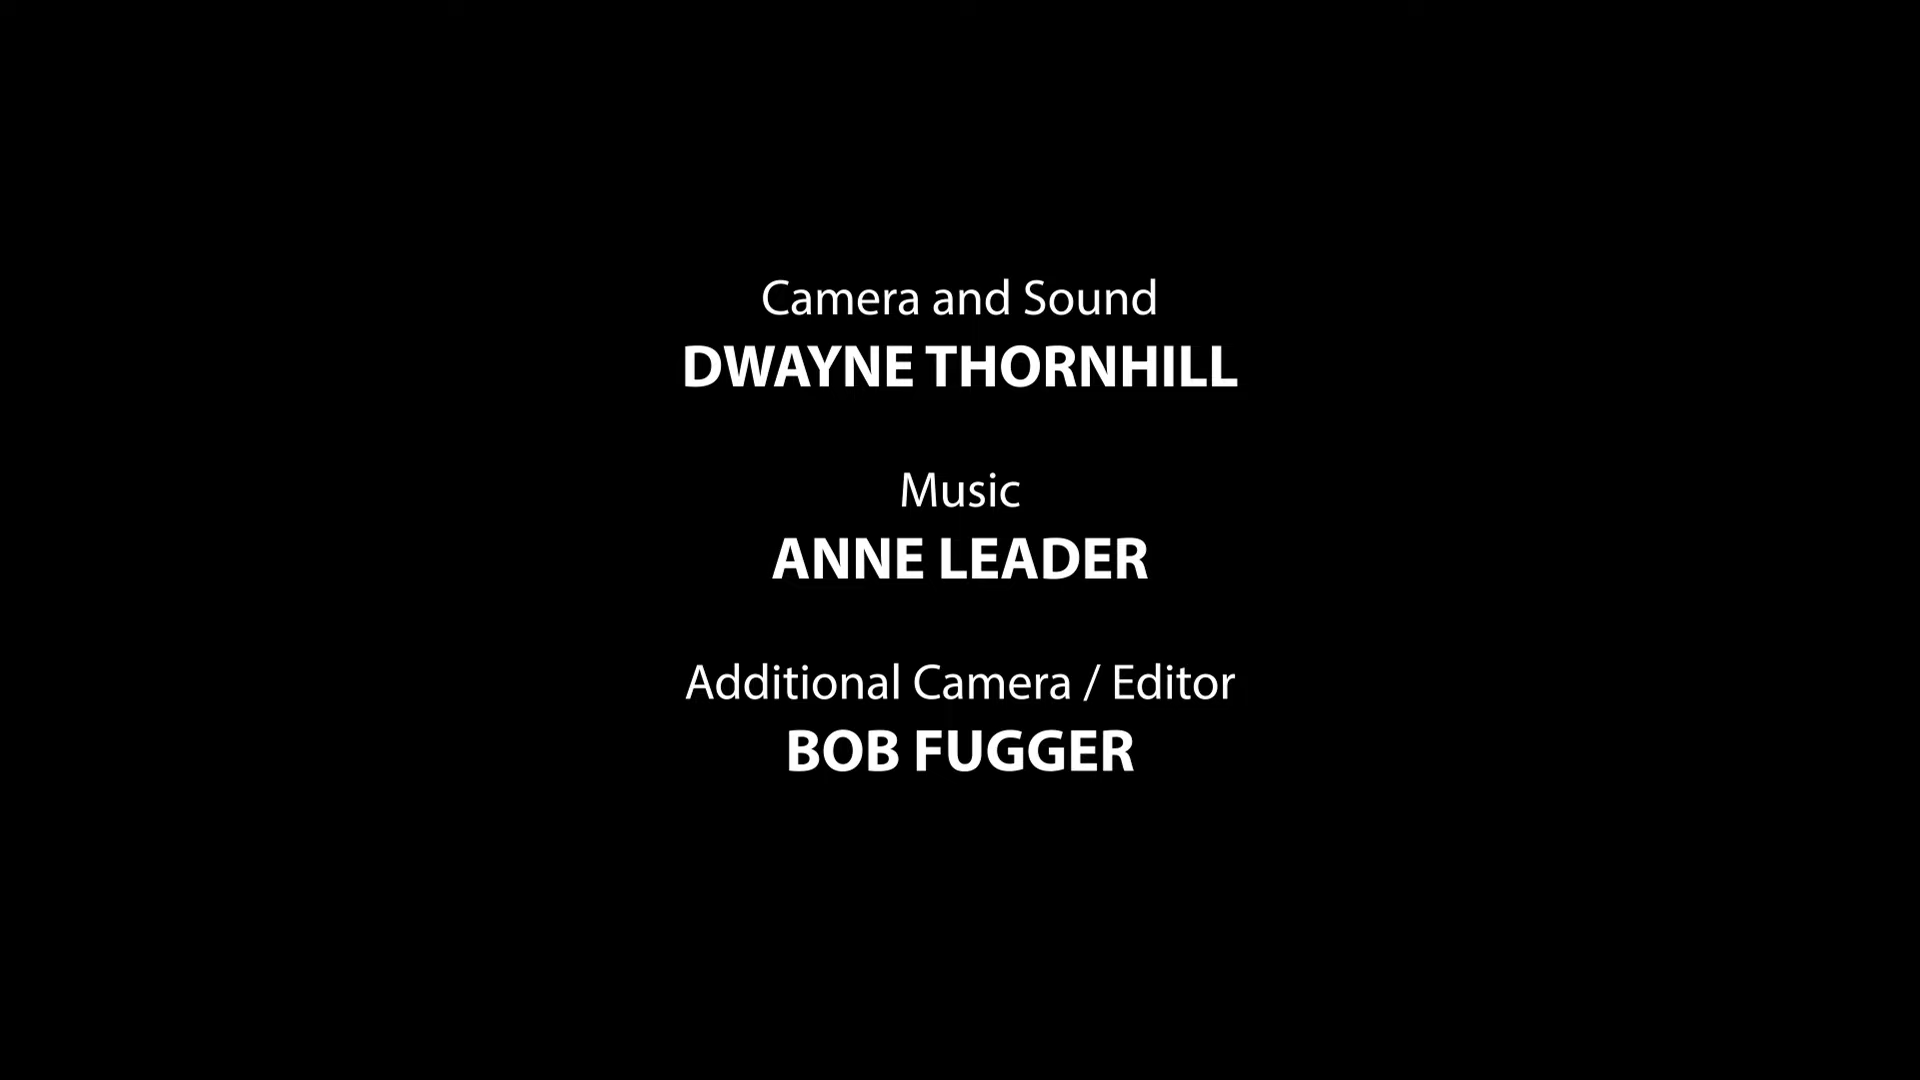 Camera and Sound
DWAYNE THORNHILL
Music
ANNE LEADER
Additional Camera / Editor
BOB FUGGER